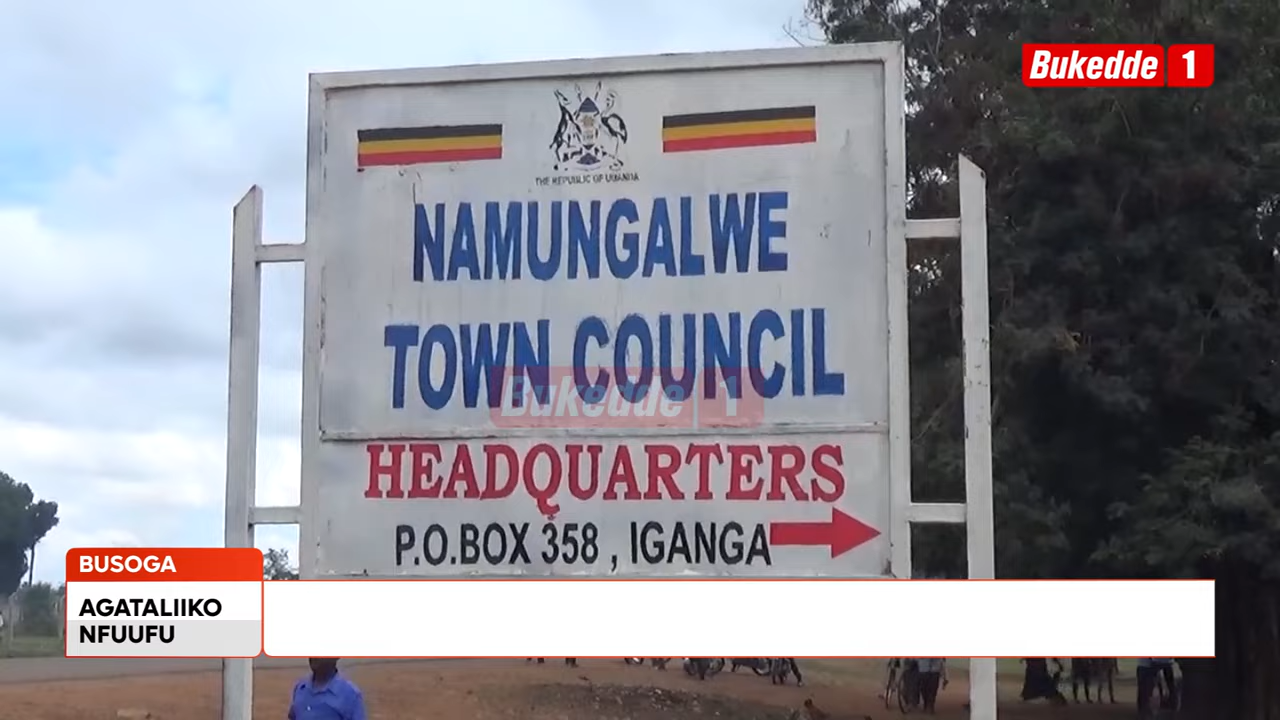 Bukedde 1
THE REPUBLIC OF UGANDA
NAMUNGALWE
TOWN COUNCIL
Bukedde 1
HEADQUARTERS
P.O.BOX 358 , IGANGA
BUSOGA
AGATALIIKO
NFUUFU